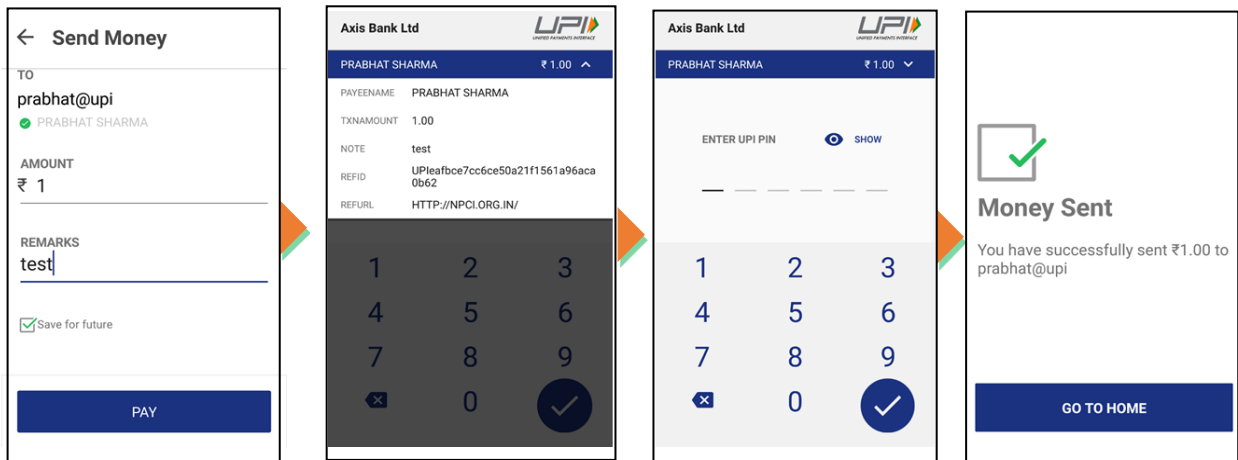 Send Money
TO
prabhat@upi
PRABHAT SHARMA
AMOUNT
₹ 1
REMARKS
test
Save for future
PAY
Axis Bank Ltd
UPI
UNIFIED PAYMENTS INTERFACE
PRABHAT SHARMA ₹ 1.00
PAYEENAME PRABHAT SHARMA
TXNAMOUNT 1.00
NOTE test
REFID UPIeafbce7cc6ce50a21f1561a96aca
0b62
REFURL HTTP://NPCI.ORG.IN/
1 2 3
4 5 6
7 8 9
0
Axis Bank Ltd
UPI
UNIFIED PAYMENTS INTERFACE
PRABHAT SHARMA ₹ 1.00
ENTER UPI PIN SHOW
1 2 3
4 5 6
7 8 9
0
Money Sent
You have successfully sent ₹1.00 to
prabhat@upi
GO TO HOME